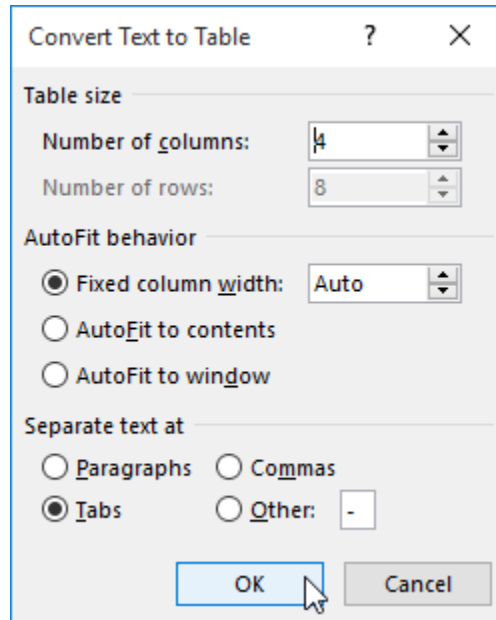 Convert Text to Table ?
Table size
Number of columns: 4
Number of rows: 8
AutoFit behavior
Fixed column width: Auto
AutoFit to contents
AutoFit to window
Separate text at
Paragraphs Commas
Tabs Other: -
OK Cancel